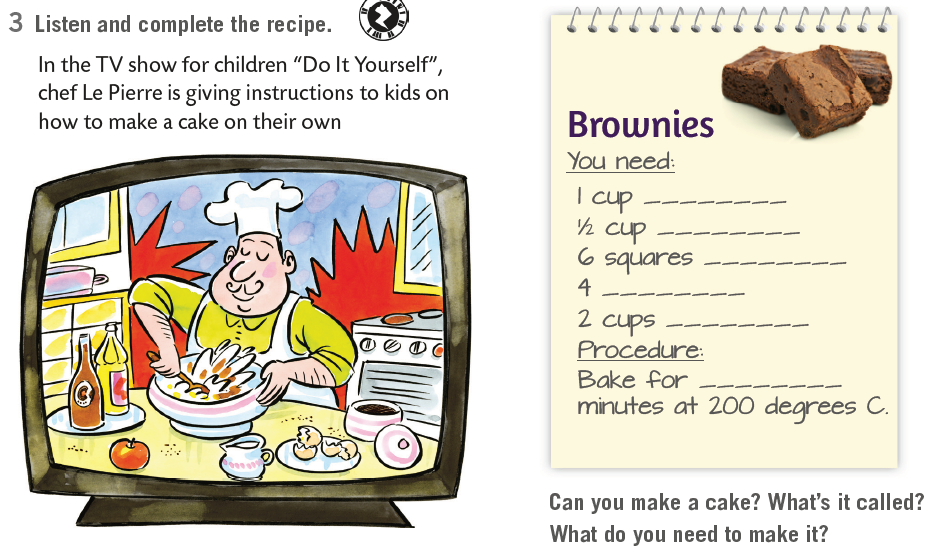 3 Listen and complete the recipe.
In the TV show for children “Do It Yourself”,
chef Le Pierre is giving instructions to kids on
how to make a cake on their own
Brownies
You need:
1 cup ________
½ cup ________
6 squares ________
4 ________
2 cups ________
Procedure:
Bake for ________
minutes at 200 degrees C.
Can you make a cake? What’s it called?
What do you need to make it?